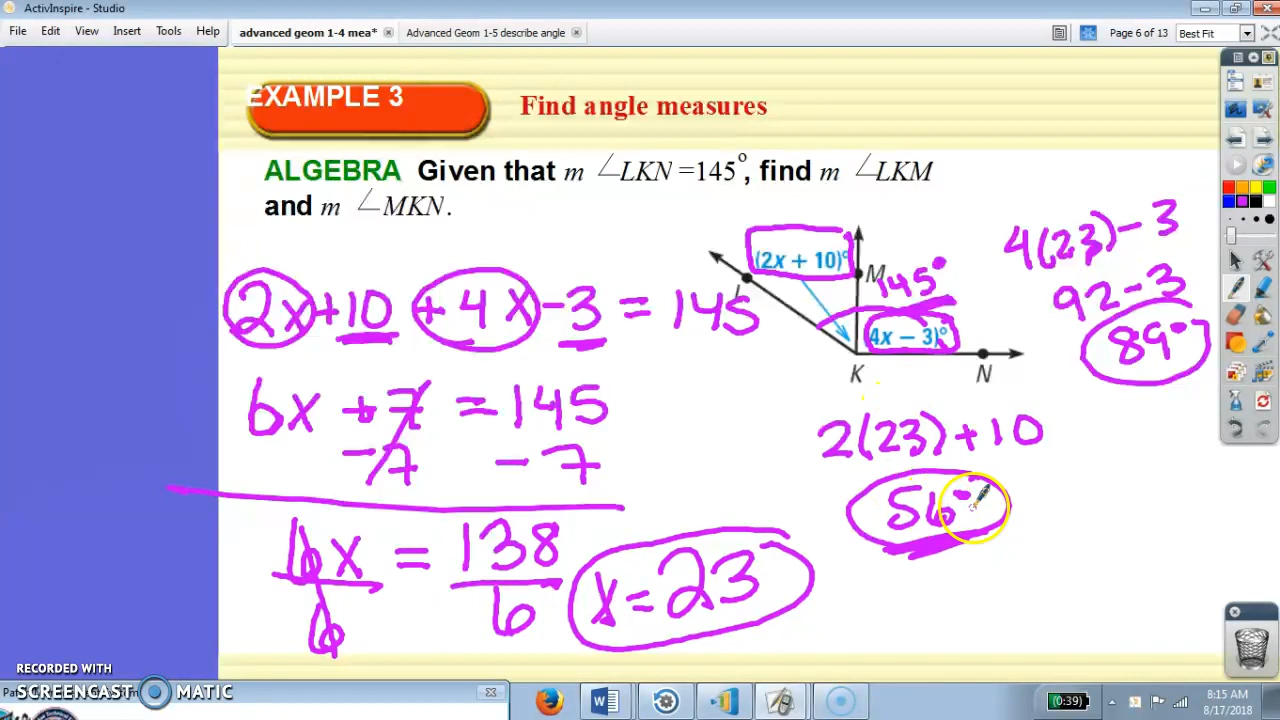 ActivInspire - Studio
File Edit View Insert Tools Help
advanced geom 1-4 mea* Advanced Geom 1-5 describe angle
Page 6 of 13 Best Fit
EXAMPLE 3
Find angle measures
ALGEBRA Given that m ∠LKN=145°, find m ∠LKM
and m ∠MKN.
(2x + 10)°
M
145°
4x − 3)°
K
N
4(23)-3
92-3
89°
2x+10+4x-3=145
6x+7=145
-7 -7
6x = 138
6 6
x=23
2(23)+10
56°
RECORDED WITH
SCREENCAST MATIC
(0:39)
8:15 AM
8/17/2018